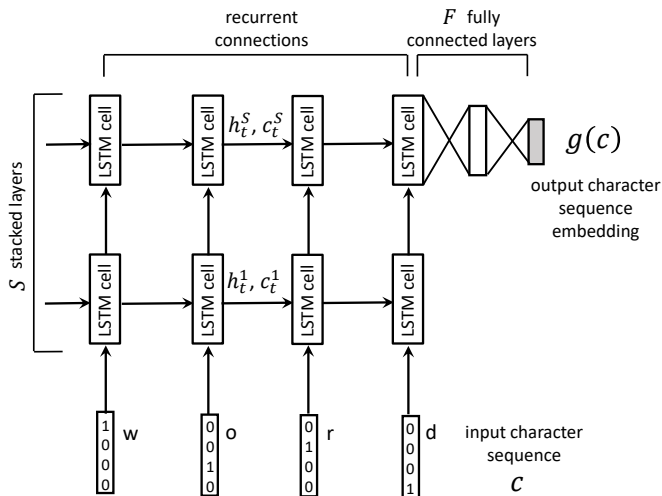 recurrent
connections
F fully
connected layers
S stacked layers
LSTM cell
LSTM cell
h_t^S, c_t^S
LSTM cell
LSTM cell
g(c)
output character
sequence
embedding
LSTM cell
LSTM cell
h_t^1, c_t^1
LSTM cell
LSTM cell
1
0
0
0
w
0
0
1
0
o
0
1
0
0
r
0
0
0
1
d
input character
sequence
c